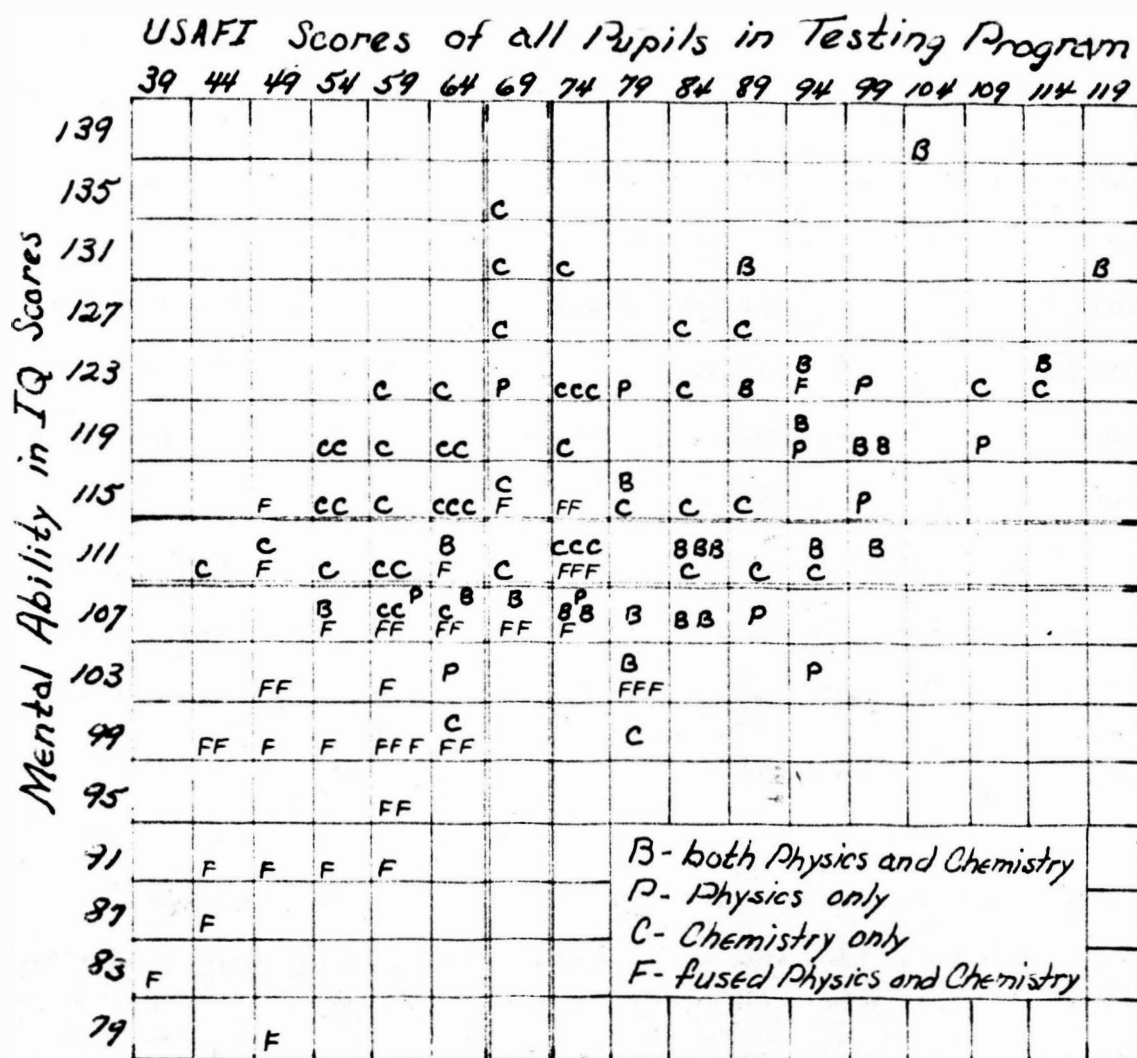 USAFI Scores of all Pupils in Testing Program
39 44 49 54 59 64 69 74 79 84 89 94 99 104 109 114 119
Mental Ability in IQ Scores
139 B
135 C
131 C C B B
127 C C C
B B
123 C C P CCC P C B F P C C
B
119 CC C CC C P BB P
C B
115 F CC C CCC F FF C C C P
C B CCC BBB B B
111 C F C CC F C FFF C C C
P B B P
B CC C BB B BB P
107 F FF FF FF F
P B P
103 FF F FFF
C
99 FF F F FFF FF C
95 FF
91 F F F F
87 F
83 F
79 F
B- both Physics and Chemistry
P- Physics only
C- Chemistry only
F- fused Physics and Chemistry